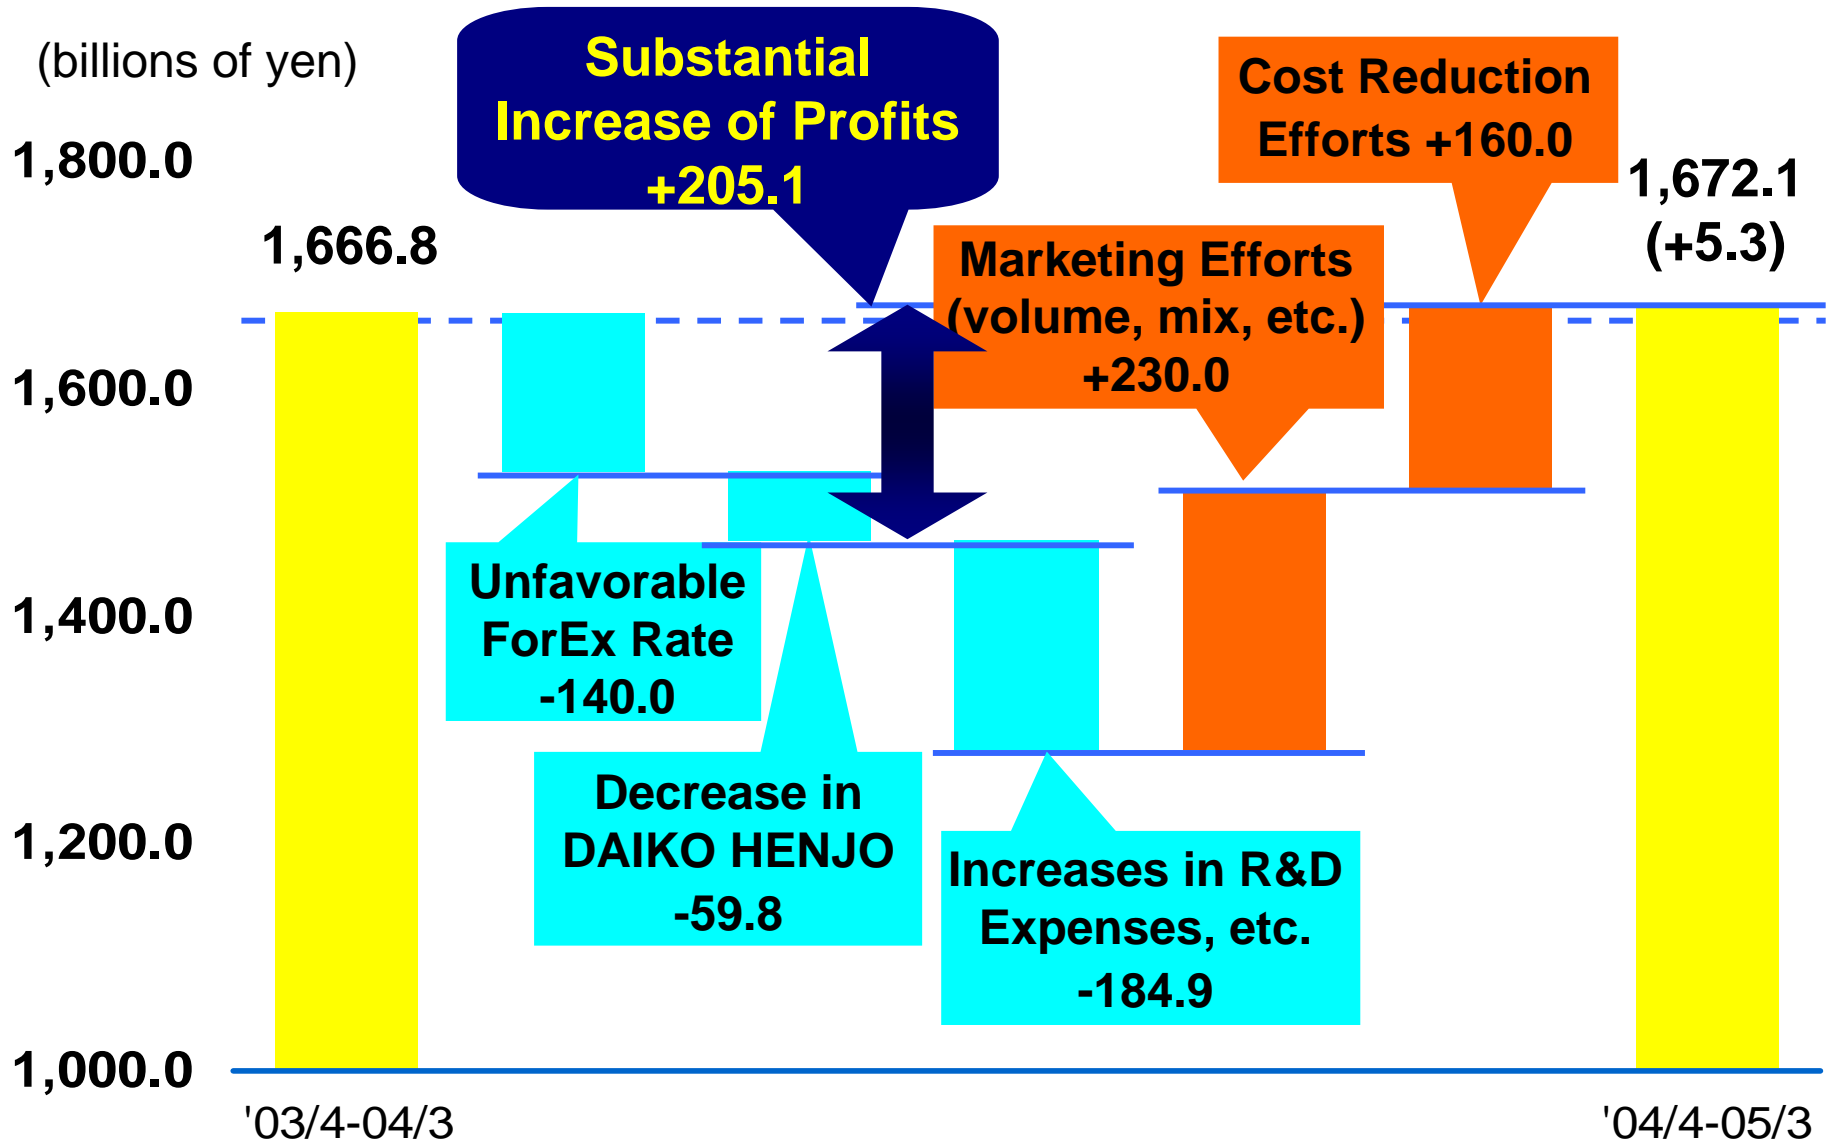 (billions of yen)
1,800.0
1,600.0
1,400.0
1,200.0
1,000.0
1,666.8
Substantial
Increase of Profits
+205.1
Unfavorable
ForEx Rate
-140.0
Decrease in
DAIKO HENJO
-59.8
Increases in R&D
Expenses, etc.
-184.9
Marketing Efforts
(volume, mix, etc.)
+230.0
Cost Reduction
Efforts +160.0
1,672.1
(+5.3)
'03/4-04/3
'04/4-05/3